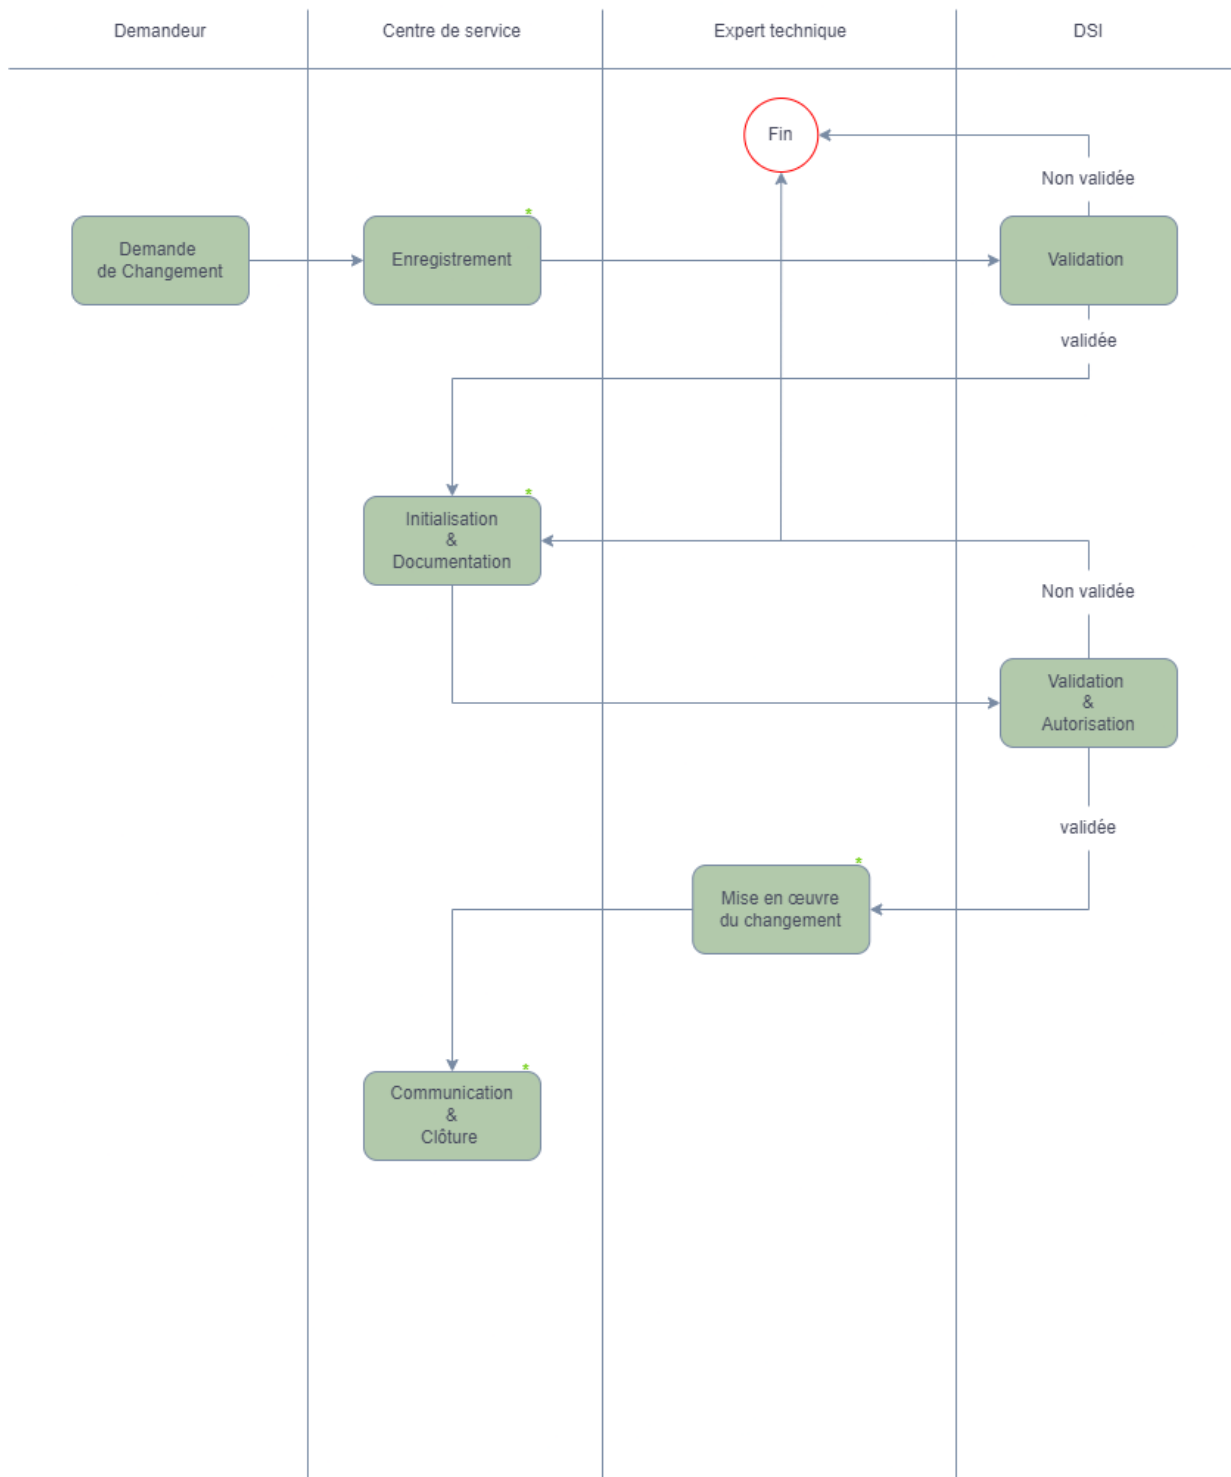 Demandeur
Centre de service
Expert technique
DSI
Fin
Non validée
Demande
de Changement
*
Enregistrement
Validation
validée
*
Initialisation
&
Documentation
Non validée
Validation
&
Autorisation
validée
*
Mise en œuvre
du changement
*
Communication
&
Clôture